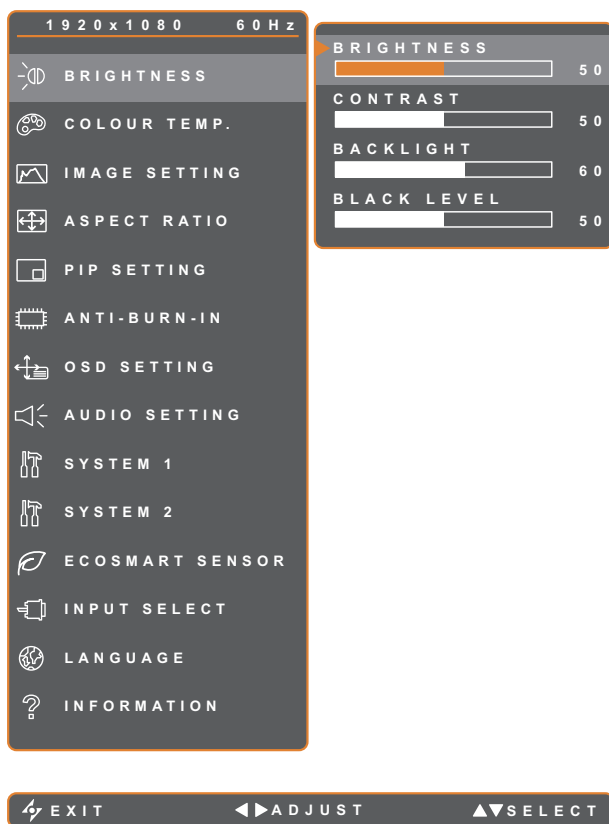 1920x1080 60Hz
BRIGHTNESS
COLOUR TEMP.
IMAGE SETTING
ASPECT RATIO
PIP SETTING
ANTI-BURN-IN
OSD SETTING
AUDIO SETTING
SYSTEM 1
SYSTEM 2
ECOSMART SENSOR
INPUT SELECT
LANGUAGE
INFORMATION
BRIGHTNESS
50
CONTRAST
50
BACKLIGHT
60
BLACK LEVEL
50
EXIT ADJUST SELECT